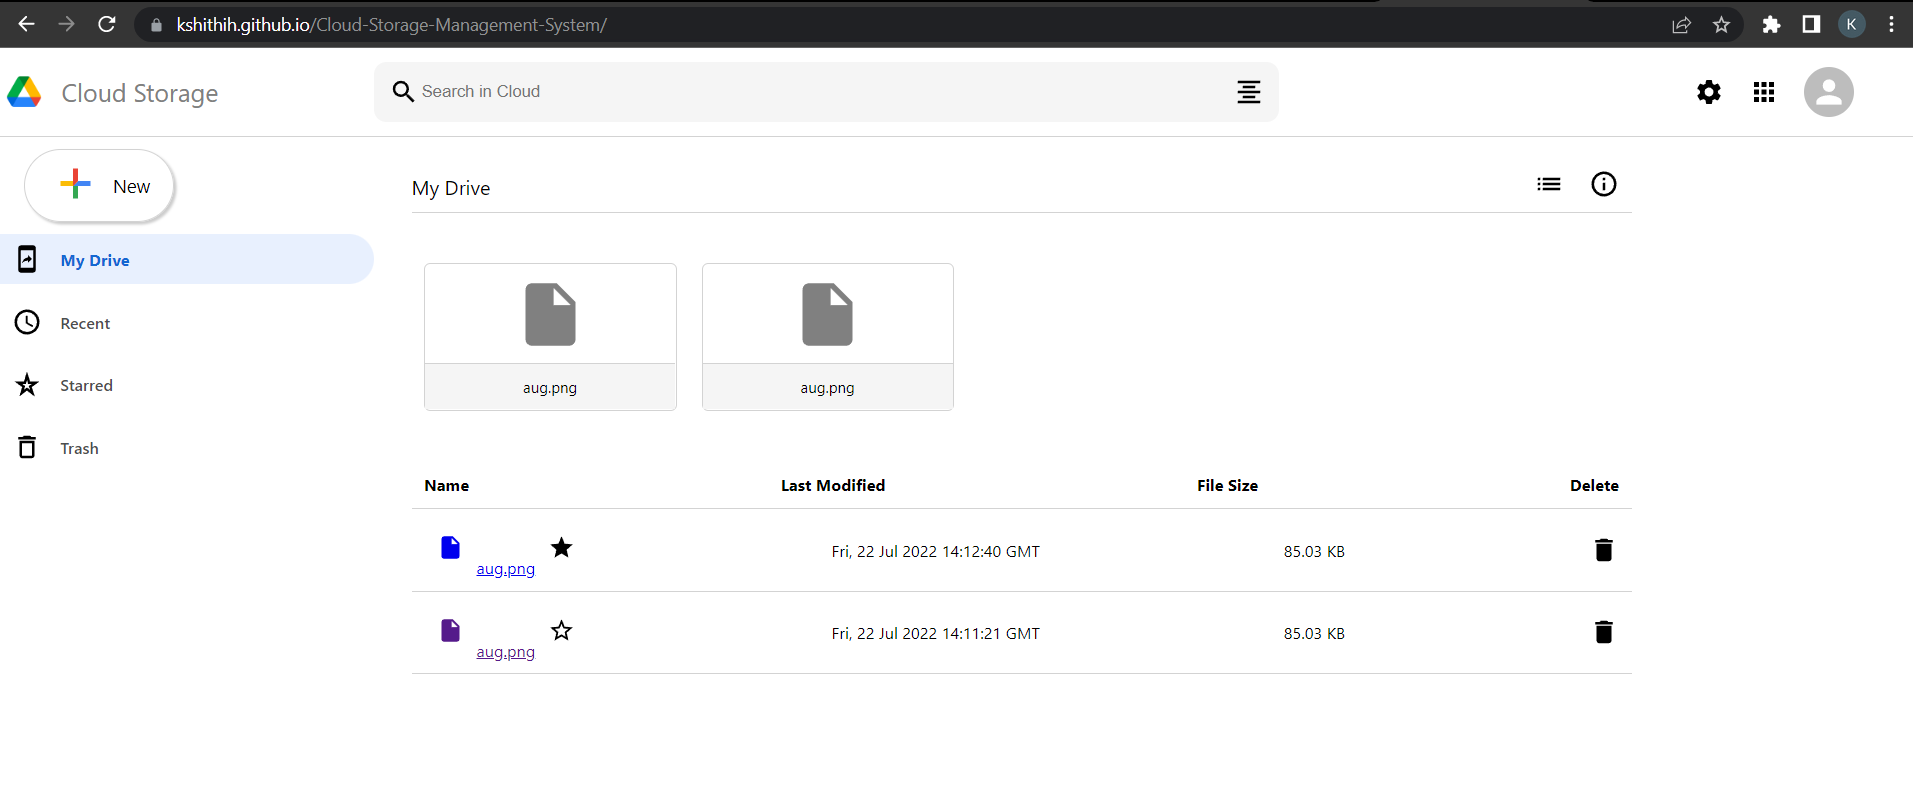 kshithih.github.io/Cloud-Storage-Management-System/
K
Cloud Storage
Search in Cloud
New
My Drive
My Drive
Recent
Starred
Trash
aug.png
aug.png
Name Last Modified File Size Delete
aug.png Fri, 22 Jul 2022 14:12:40 GMT 85.03 KB
aug.png Fri, 22 Jul 2022 14:11:21 GMT 85.03 KB